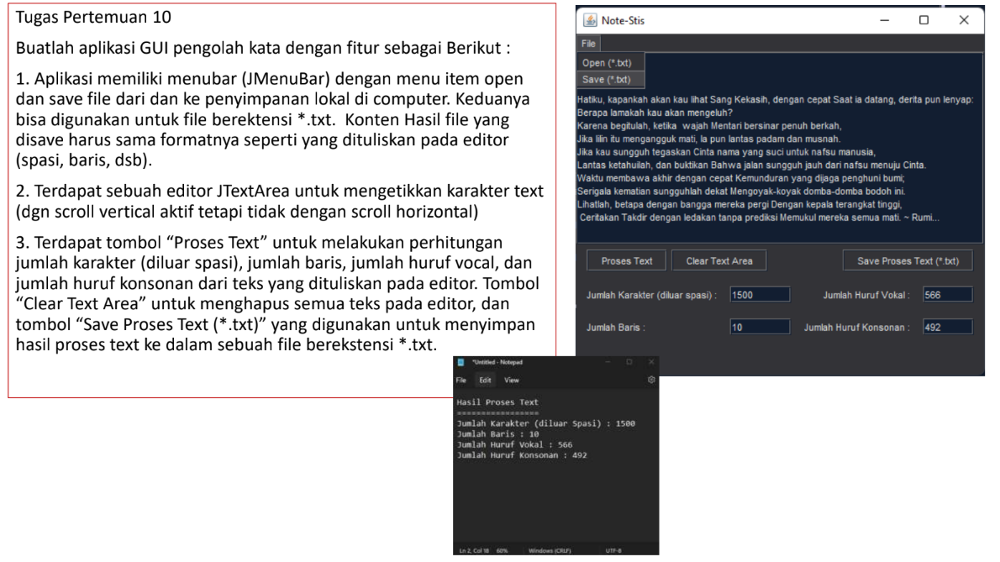 Tugas Pertemuan 10
Buatlah aplikasi GUI pengolah kata dengan fitur sebagai Berikut :
1. Aplikasi memiliki menubar (JMenuBar) dengan menu item open
dan save file dari dan ke penyimpanan lokal di computer. Keduanya
bisa digunakan untuk file berektensi *.txt.  Konten Hasil file yang
disave harus sama formatnya seperti yang dituliskan pada editor
(spasi, baris, dsb).
2. Terdapat sebuah editor JTextArea untuk mengetikkan karakter text
(dgn scroll vertical aktif tetapi tidak dengan scroll horizontal)
3. Terdapat tombol “Proses Text” untuk melakukan perhitungan
jumlah karakter (diluar spasi), jumlah baris, jumlah huruf vocal, dan
jumlah huruf konsonan dari teks yang dituliskan pada editor. Tombol
“Clear Text Area” untuk menghapus semua teks pada editor, dan
tombol “Save Proses Text (*.txt)” yang digunakan untuk menyimpan
hasil proses text ke dalam sebuah file berekstensi *.txt.
Note-Stis
File
Open (*.txt)
Save (*.txt)
Hatiku, kapankah akan kau lihat Sang Kekasih, dengan cepat Saat ia datang, derita pun lenyap:
Berapa lamakah kau akan mengeluh?
Karena begitulah, ketika  wajah Mentari bersinar penuh berkah,
Jika lilin itu mengangguk mati, Ia pun lantas padam dan musnah.
Jika kau sungguh tegaskan Cinta nama yang suci untuk nafsu manusia,
Lantas ketahuilah, dan buktikan Bahwa jalan sungguh jauh dari nafsu menuju Cinta.
Waktu membawa akhir dengan cepat Kemunduran yang dijaga penghuni bumi;
Serigala kematian sungguhlah dekat Mengoyak-koyak domba-domba bodoh ini.
Lihatlah, betapa dengan bangga mereka pergi Dengan kepala terangkat tinggi,
Ceritakan Takdir dengan ledakan tanpa prediksi Memukul mereka semua mati. ~ Rumi...
Proses Text Clear Text Area Save Proses Text (*.txt)
Jumlah Karakter (diluar spasi) : 1500 Jumlah Huruf Vokal : 566
Jumlah Baris : 10 Jumlah Huruf Konsonan : 492
*Untitled - Notepad
File Edit View
Hasil Proses Text
=================
Jumlah Karakter (diluar Spasi) : 1500
Jumlah Baris : 10
Jumlah Huruf Vokal : 566
Jumlah Huruf Konsonan : 492
Ln 2, Col 18 60% Windows (CRLF) UTF-8